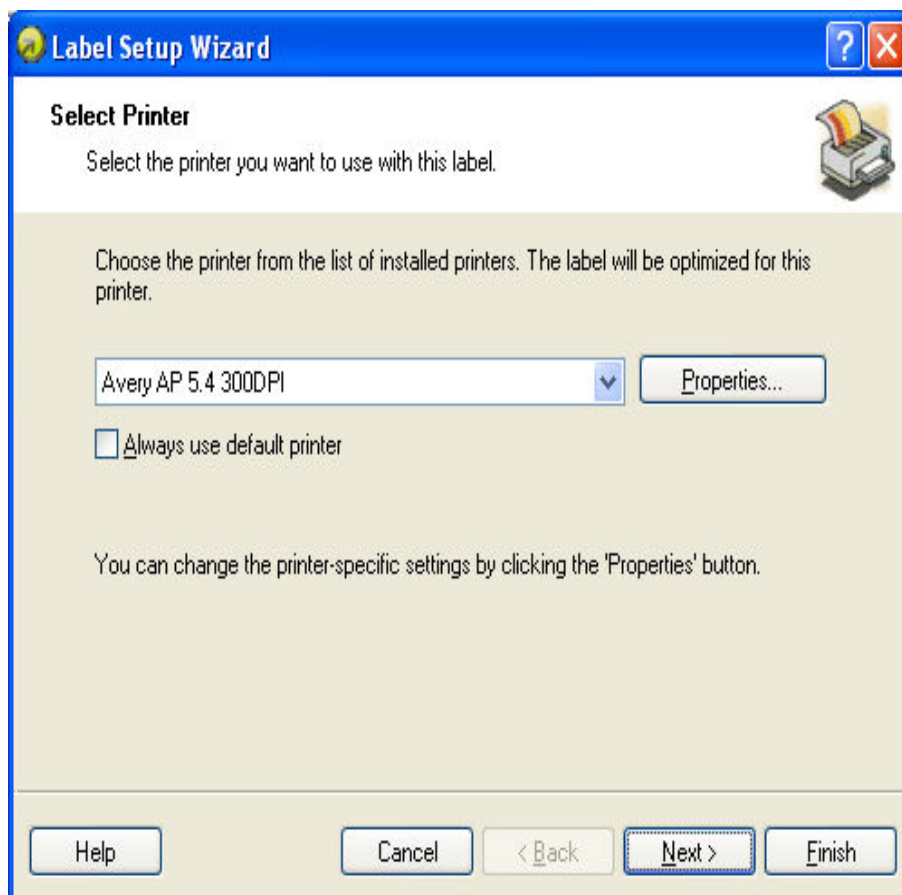 Label Setup Wizard
?
Select Printer
Select the printer you want to use with this label.
Choose the printer from the list of installed printers. The label will be optimized for this
printer.
Avery AP 5.4 300DPI
Properties...
Always use default printer
You can change the printer-specific settings by clicking the 'Properties' button.
Help
Cancel
< Back
Next >
Finish